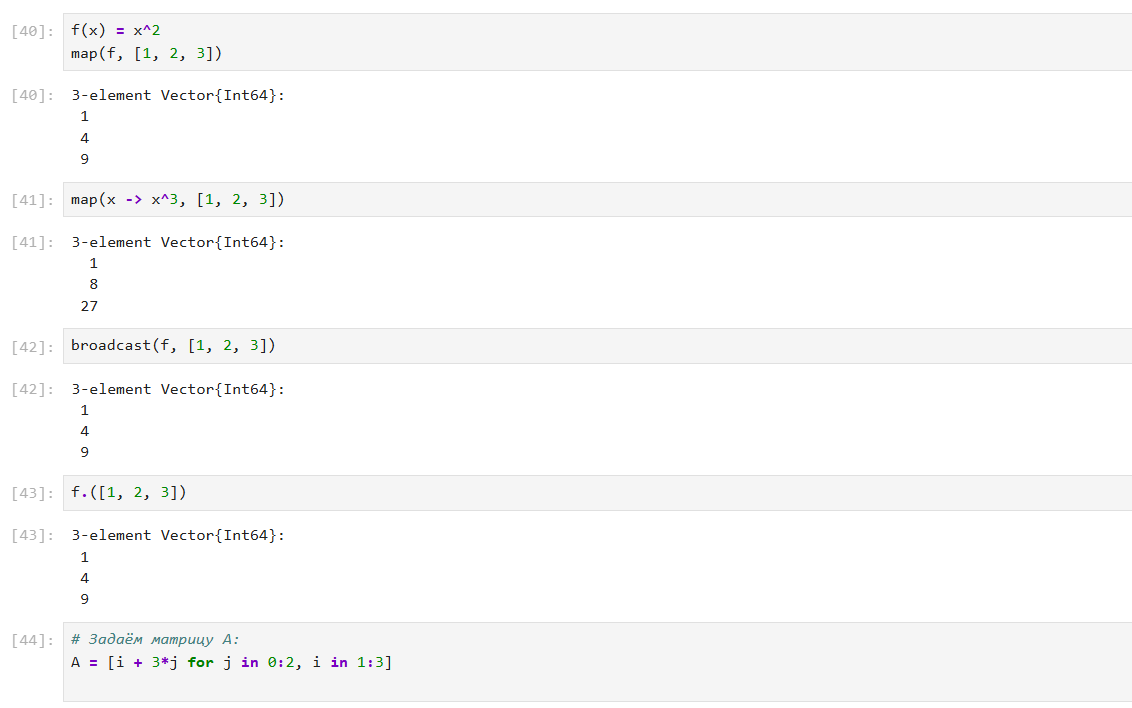 [40]: f(x) = x^2
map(f, [1, 2, 3])
[40]: 3-element Vector{Int64}:
1
4
9
[41]: map(x -> x^3, [1, 2, 3])
[41]: 3-element Vector{Int64}:
1
8
27
[42]: broadcast(f, [1, 2, 3])
[42]: 3-element Vector{Int64}:
1
4
9
[43]: f.([1, 2, 3])
[43]: 3-element Vector{Int64}:
1
4
9
[44]: # Задаём матрицу A:
A = [i + 3*j for j in 0:2, i in 1:3]